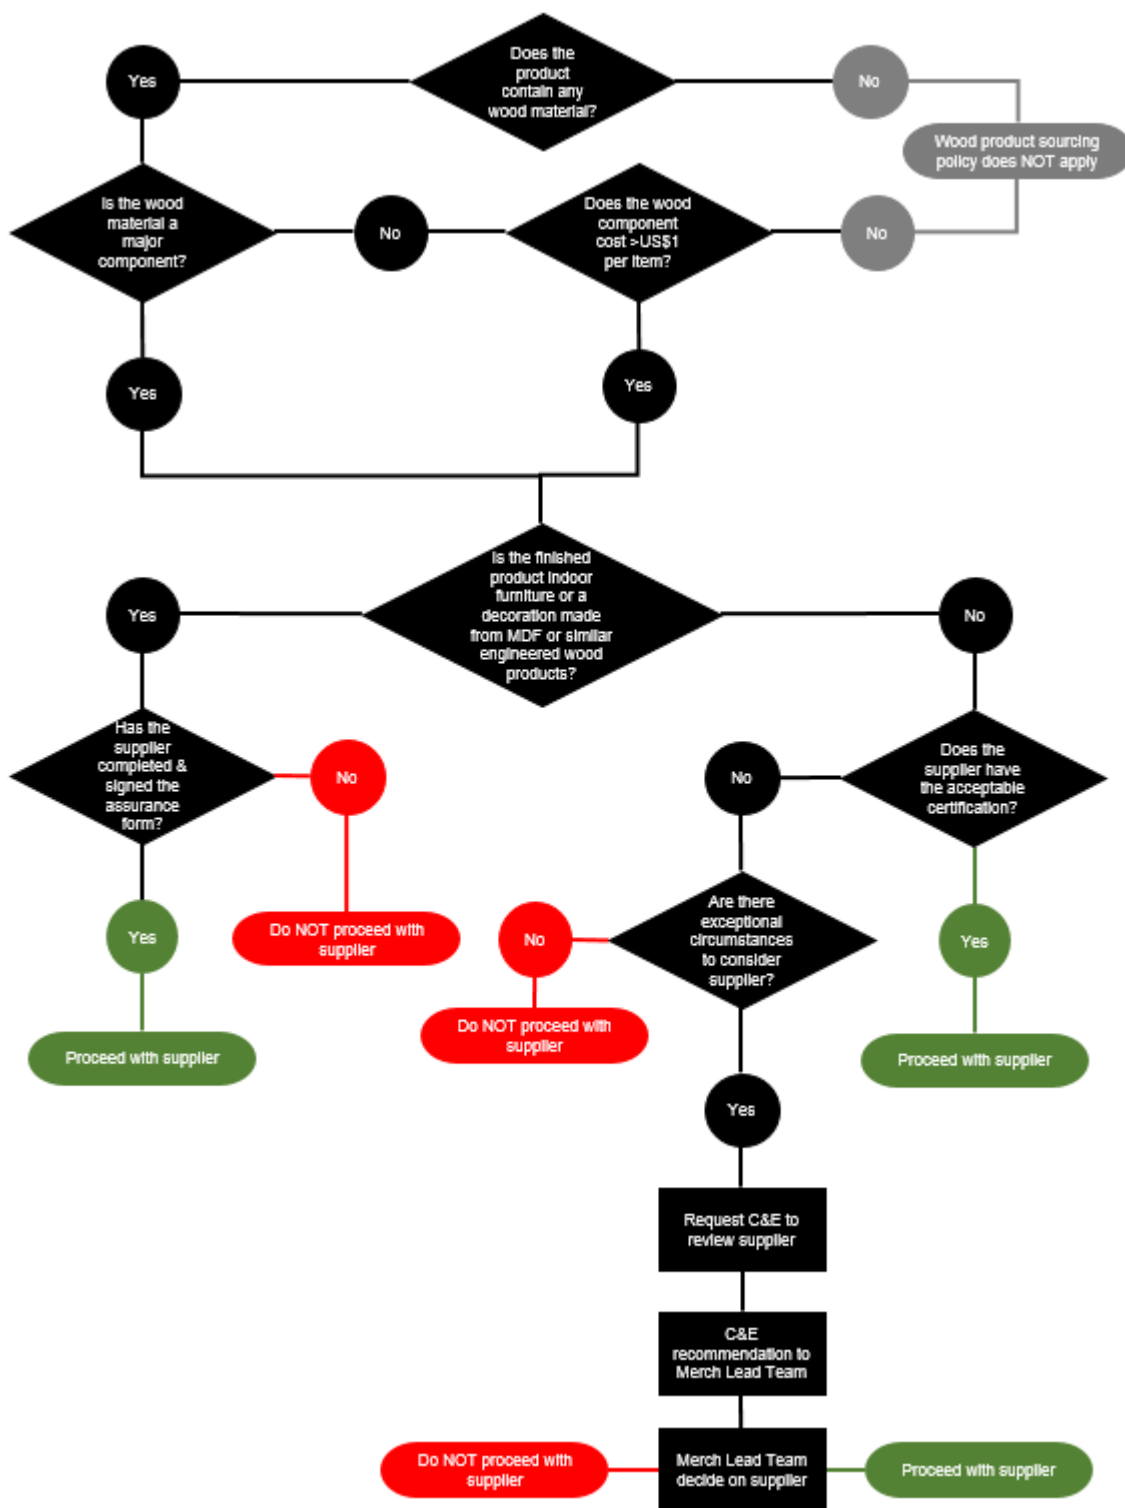 Does the
product
contain any
wood material?
Yes
No
Wood product sourcing
policy does NOT apply
Is the wood
material a
major
component?
No
Does the wood
component
cost >US$1
per item?
No
Yes
Yes
Is the finished
product indoor
furniture or a
decoration made
from MDF or similar
engineered wood
products?
Yes
No
Has the
supplier
completed &
signed the
assurance
form?
No
No
Does the
supplier have
the acceptable
certification?
Yes
Do NOT proceed with
supplier
No
Are there
exceptional
circumstances
to consider
supplier?
Yes
Proceed with supplier
Do NOT proceed with
supplier
Proceed with supplier
Yes
Request C&E to
review supplier
C&E
recommendation to
Merch Lead Team
Do NOT proceed with
supplier
Merch Lead Team
decide on supplier
Proceed with supplier